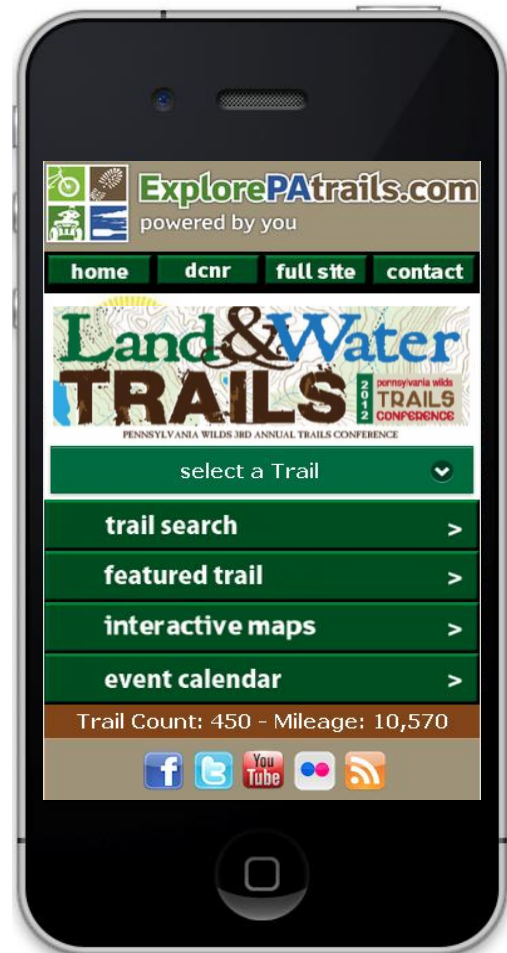 ExplorePAtrails.com
powered by you
home dcnr full site contact
Land&Water
TRAILS
2012
pennsylvania wilds
TRAILS
CONFERENCE
PENNSYLVANIA WILDS 3RD ANNUAL TRAILS CONFERENCE
select a Trail
trail search >
featured trail >
interactive maps >
event calendar >
Trail Count: 450 - Mileage: 10,570
f t You Tube